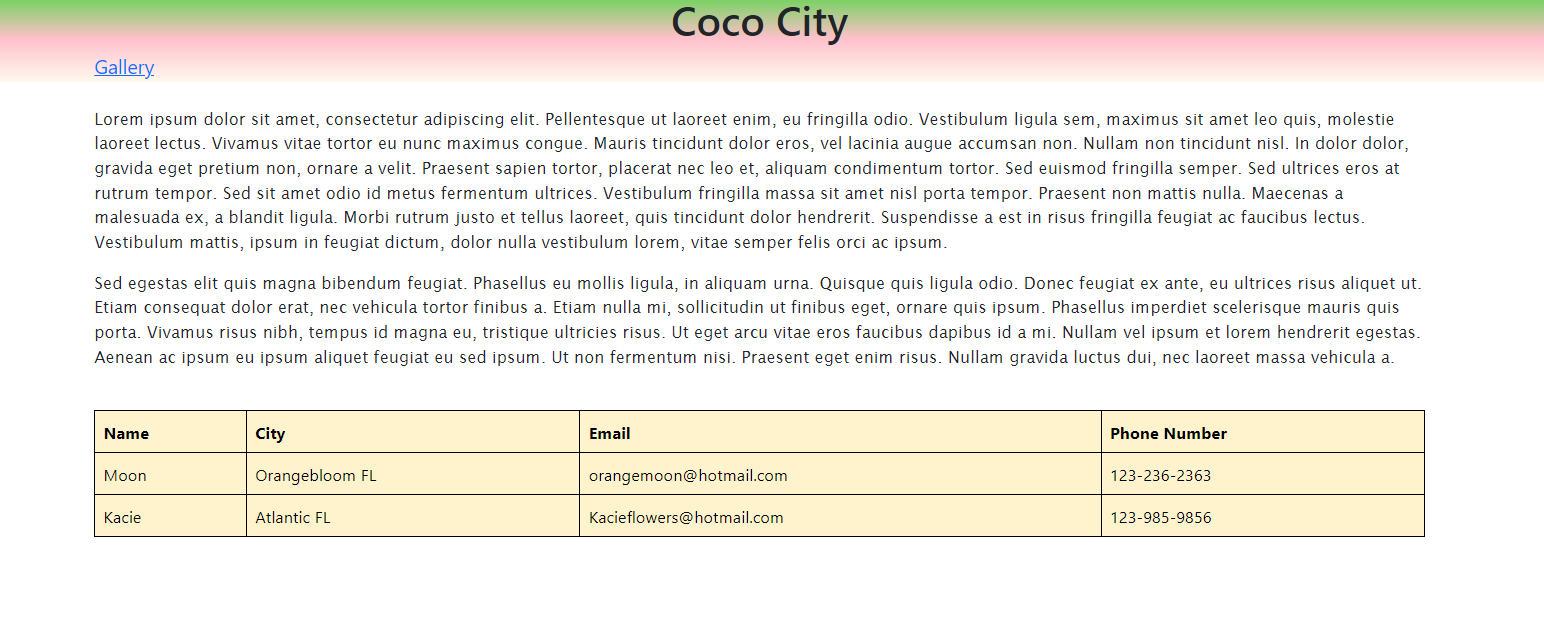 Coco City
Gallery
Lorem ipsum dolor sit amet, consectetur adipiscing elit. Pellentesque ut laoreet enim, eu fringilla odio. Vestibulum ligula sem, maximus sit amet leo quis, molestie
laoreet lectus. Vivamus vitae tortor eu nunc maximus congue. Mauris tincidunt dolor eros, vel lacinia augue accumsan non. Nullam non tincidunt nisl. In dolor dolor,
gravida eget pretium non, ornare a velit. Praesent sapien tortor, placerat nec leo et, aliquam condimentum tortor. Sed euismod fringilla semper. Sed ultrices eros at
rutrum tempor. Sed sit amet odio id metus fermentum ultrices. Vestibulum fringilla massa sit amet nisl porta tempor. Praesent non mattis nulla. Maecenas a
malesuada ex, a blandit ligula. Morbi rutrum justo et tellus laoreet, quis tincidunt dolor hendrerit. Suspendisse a est in risus fringilla feugiat ac faucibus lectus.
Vestibulum mattis, ipsum in feugiat dictum, dolor nulla vestibulum lorem, vitae semper felis orci ac ipsum.
Sed egestas elit quis magna bibendum feugiat. Phasellus eu mollis ligula, in aliquam urna. Quisque quis ligula odio. Donec feugiat ex ante, eu ultrices risus aliquet ut.
Etiam consequat dolor erat, nec vehicula tortor finibus a. Etiam nulla mi, sollicitudin ut finibus eget, ornare quis ipsum. Phasellus imperdiet scelerisque mauris quis
porta. Vivamus risus nibh, tempus id magna eu, tristique ultricies risus. Ut eget arcu vitae eros faucibus dapibus id a mi. Nullam vel ipsum et lorem hendrerit egestas.
Aenean ac ipsum eu ipsum aliquet feugiat eu sed ipsum. Ut non fermentum nisi. Praesent eget enim risus. Nullam gravida luctus dui, nec laoreet massa vehicula a.
Name City Email Phone Number
Moon Orangebloom FL orangemoon@hotmail.com 123-236-2363
Kacie Atlantic FL Kacieflowers@hotmail.com 123-985-9856